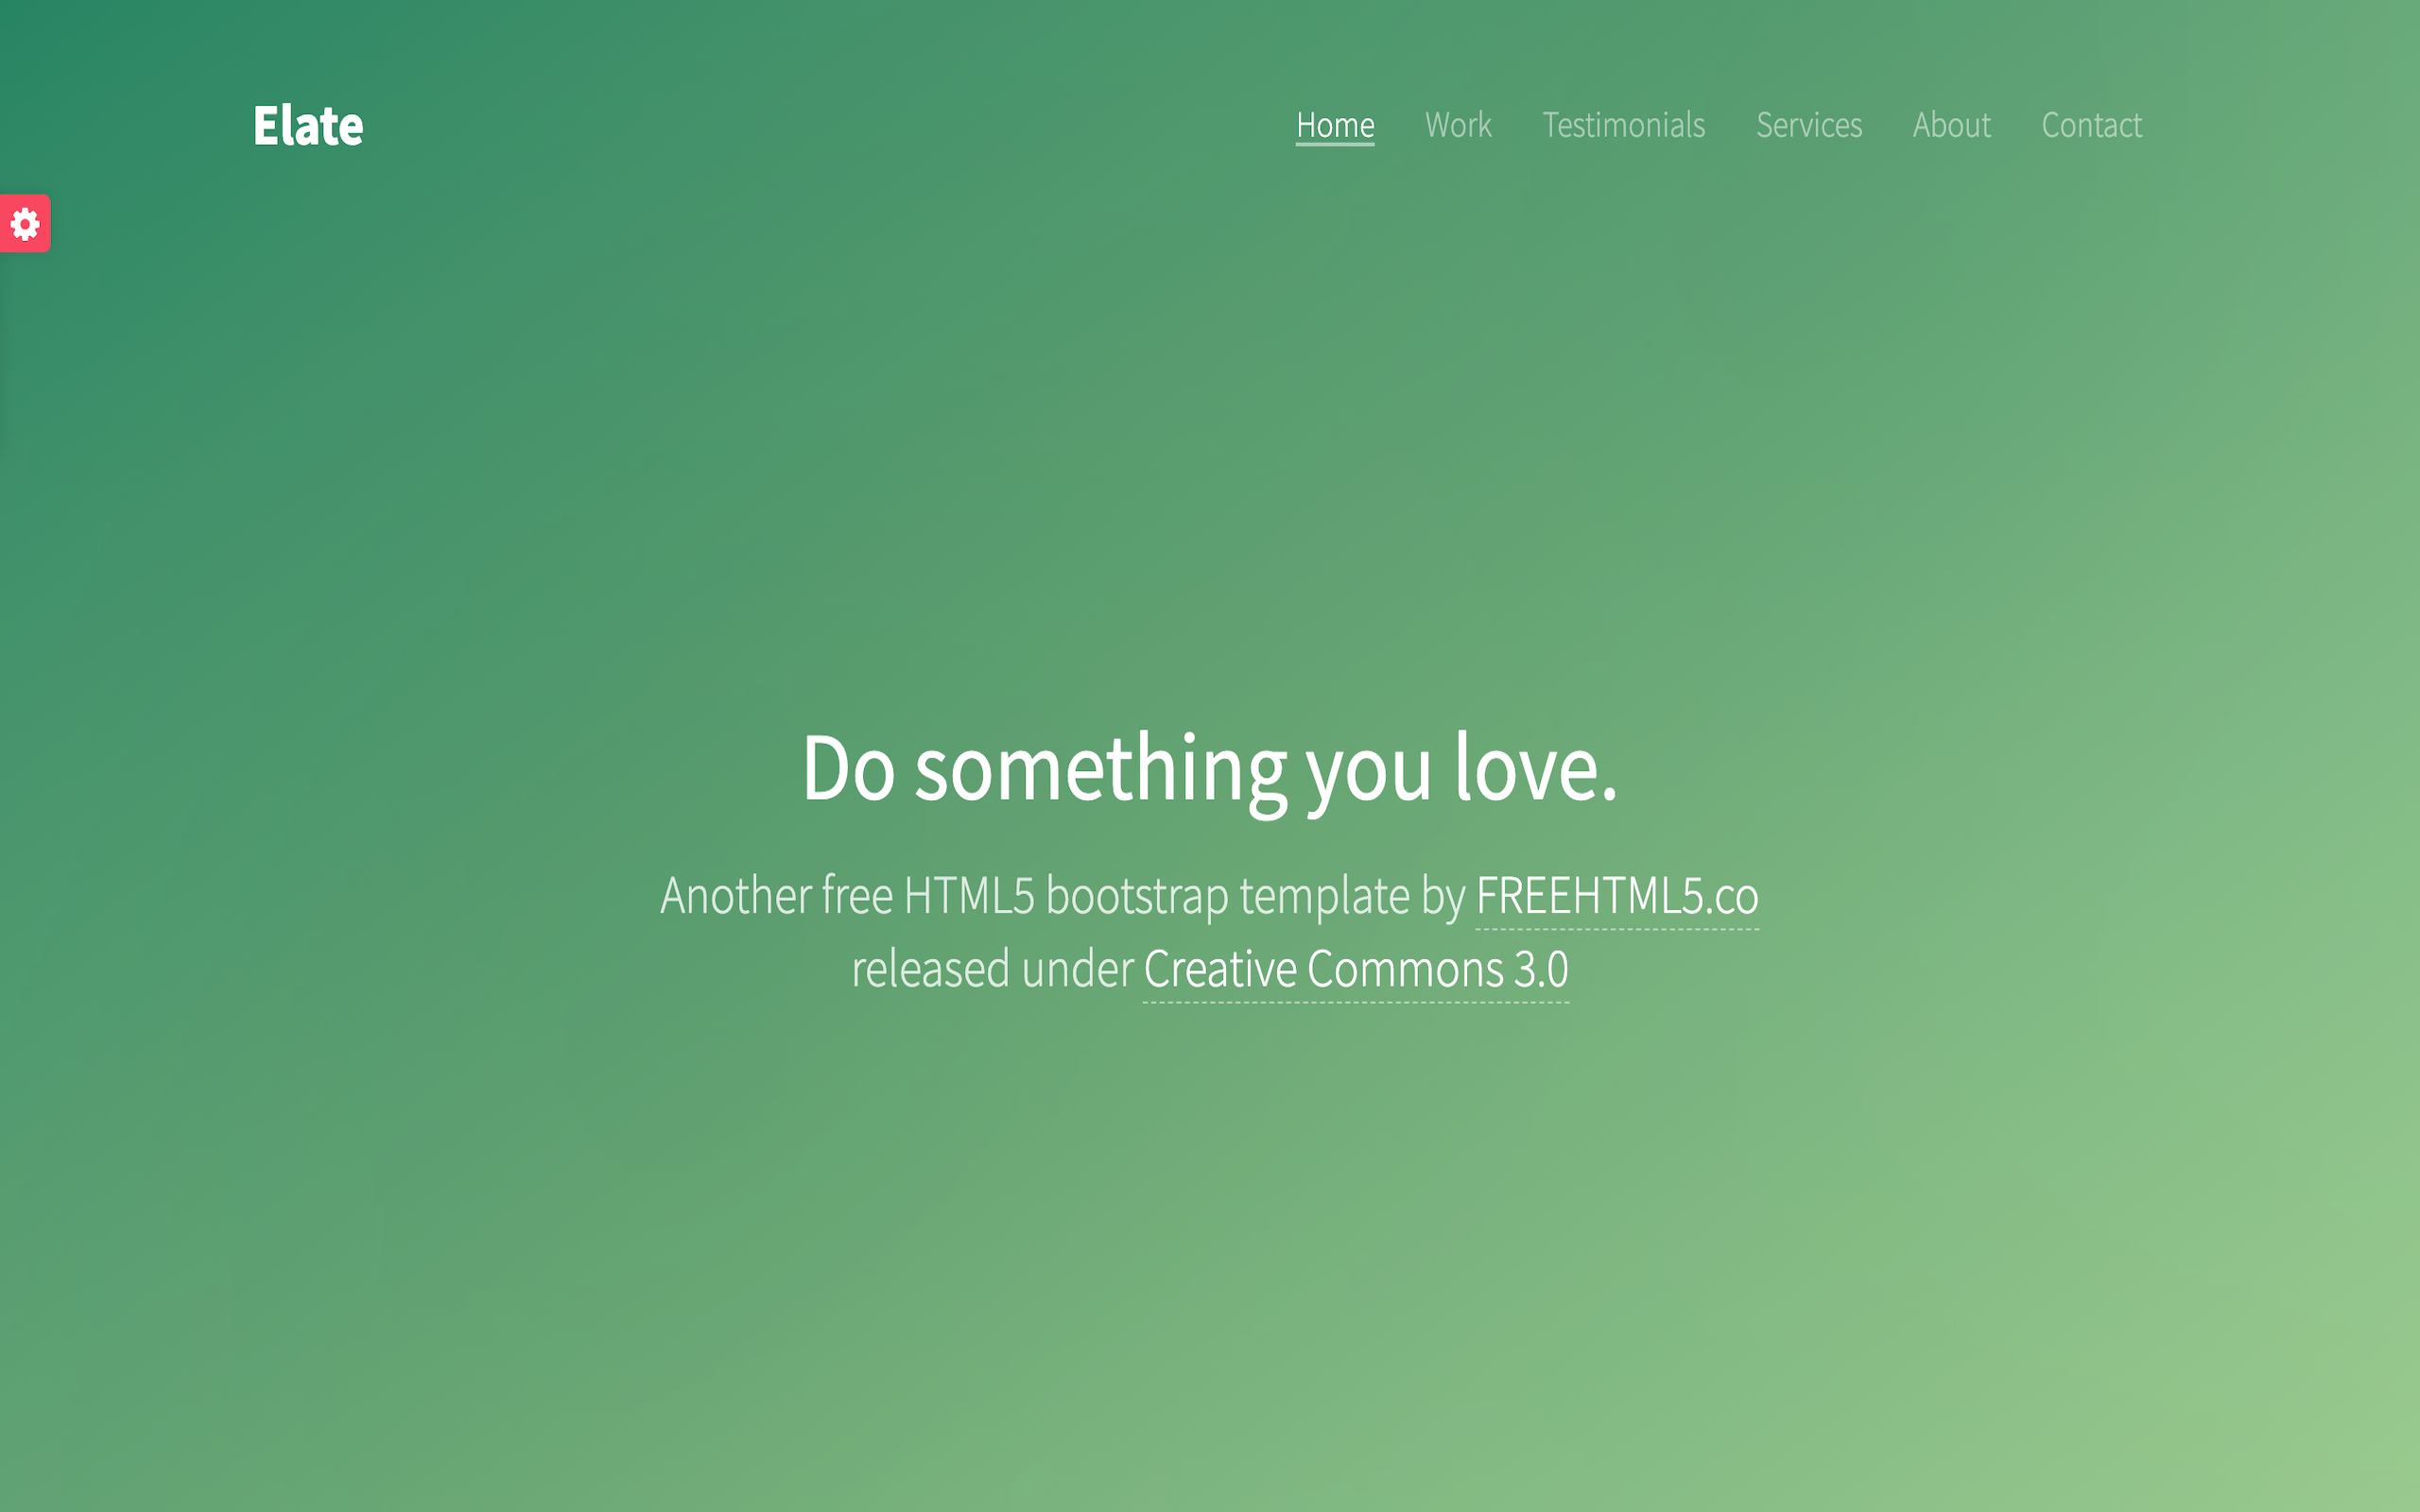 Elate
Home Work Testimonials Services About Contact
Do something you love.
Another free HTML5 bootstrap template by FREEHTML5.co
released under Creative Commons 3.0